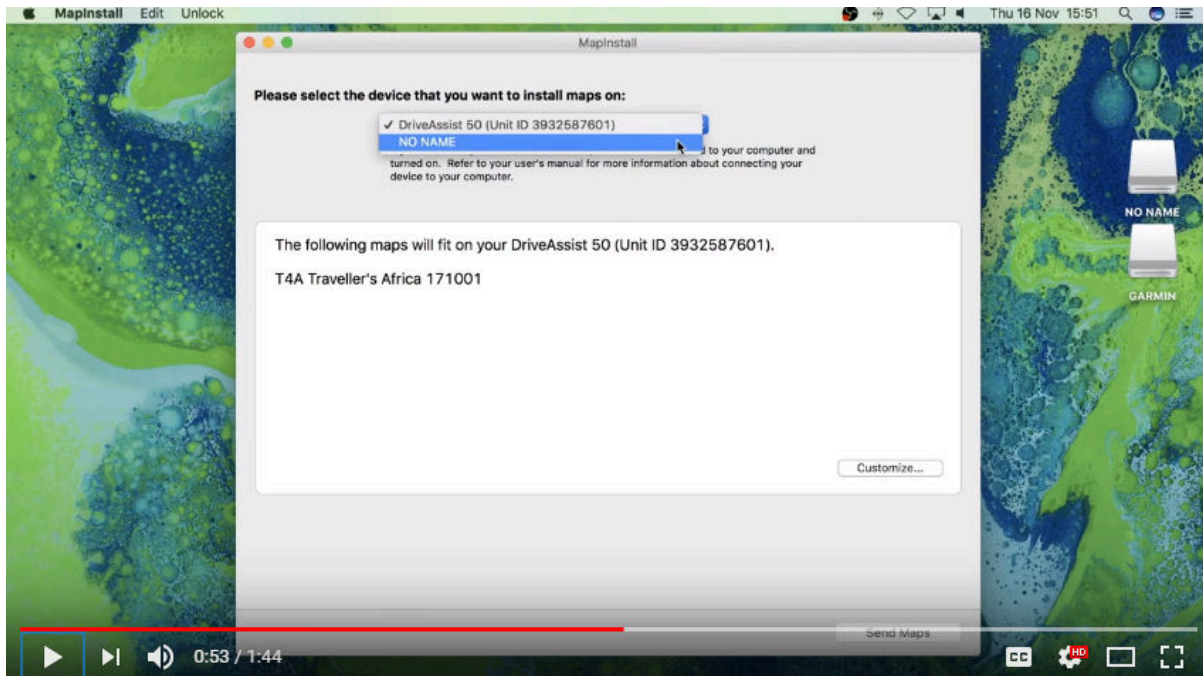 MapInstall Edit Unlock Thu 16 Nov 15:51
MapInstall
Please select the device that you want to install maps on:
✓ DriveAssist 50 (Unit ID 3932587601)
NO NAME
d to your computer and
turned on. Refer to your user's manual for more information about connecting your
device to your computer.
NO NAME
The following maps will fit on your DriveAssist 50 (Unit ID 3932587601).
T4A Traveller's Africa 171001
GARMIN
Customize...
Send Maps
0:53 / 1:44
CC
HD